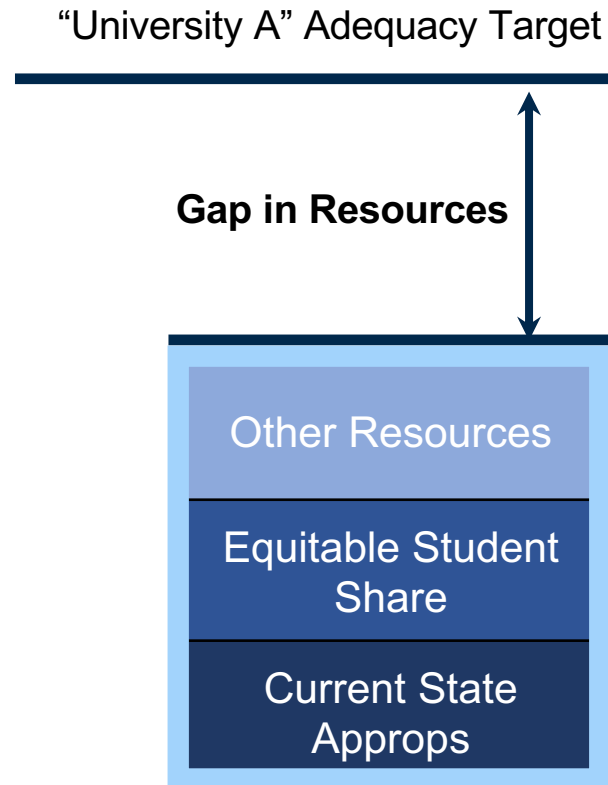 “University A” Adequacy Target
Gap in Resources
Other Resources
Equitable Student
Share
Current State
Approps